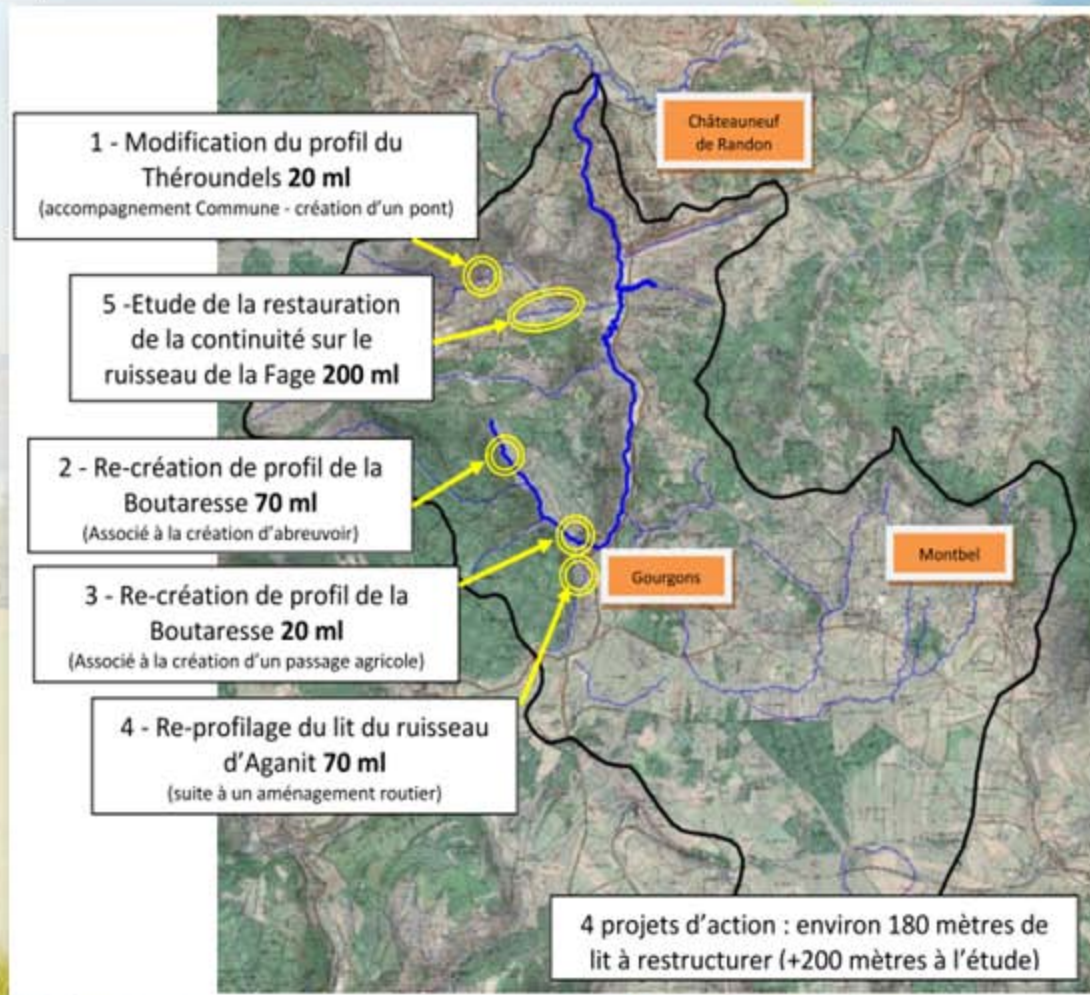 Châteauneuf
de Randon
1 - Modification du profil du
Théroundels 20 ml
(accompagnement Commune - création d'un pont)
5 -Etude de la restauration
de la continuité sur le
ruisseau de la Fage 200 ml
2 - Re-création de profil de la
Boutaresse 70 ml
(Associé à la création d'abreuvoir)
3 - Re-création de profil de la
Boutaresse 20 ml
(Associé à la création d'un passage agricole)
Gourgons
Montbel
4 - Re-profilage du lit du ruisseau
d'Aganit 70 ml
(suite à un aménagement routier)
4 projets d'action : environ 180 mètres de
lit à restructurer (+200 mètres à l'étude)